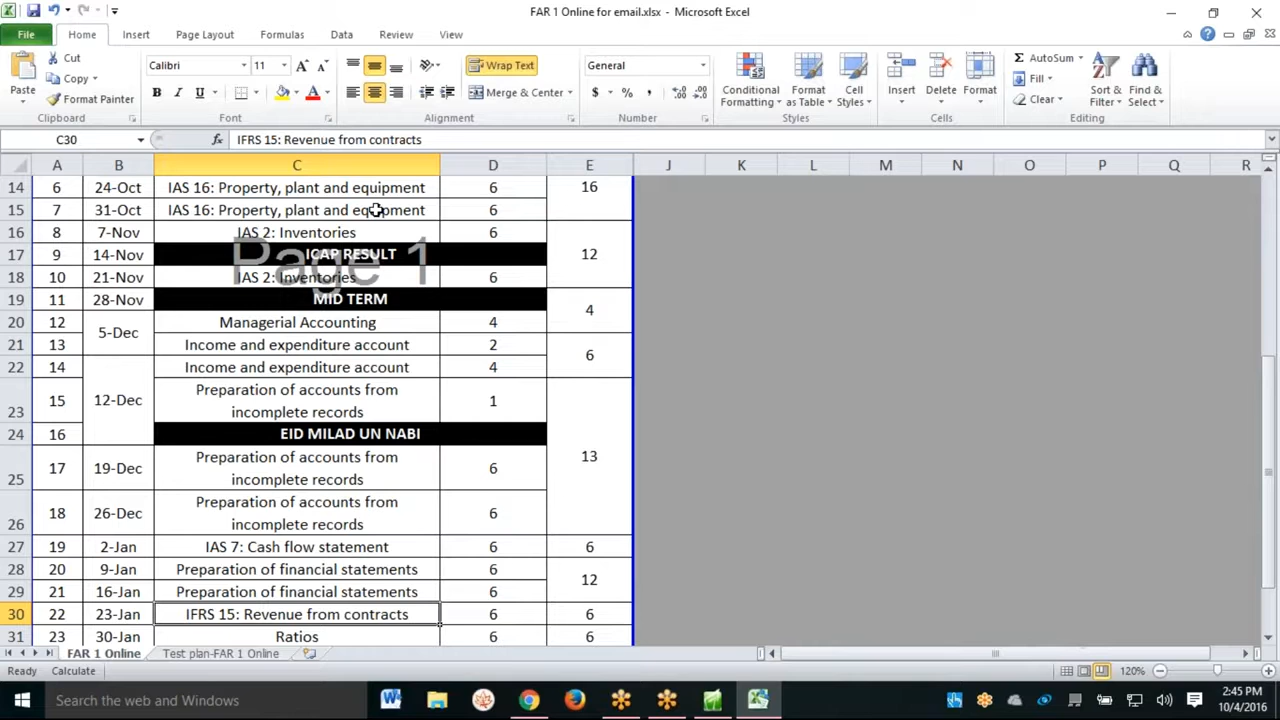 FAR 1 Online for email.xlsx - Microsoft Excel
File Home Insert Page Layout Formulas Data Review View
Cut
Copy
Format Painter
Paste
Clipboard
Calibri 11
B I U
Font
Wrap Text
Merge & Center
Alignment
General
$ % ,
Number
Conditional Formatting
Format as Table
Cell Styles
Styles
Insert
Delete
Format
Cells
AutoSum
Fill
Clear
Sort & Filter
Find & Select
Editing
C30 fx IFRS 15: Revenue from contracts
A B C D E J K L M N O P Q R
14 6 24-Oct IAS 16: Property, plant and equipment 6 16
15 7 31-Oct IAS 16: Property, plant and equipment 6
16 8 7-Nov IAS 2: Inventories 6
17 9 14-Nov ICAP RESULT 12
Page 1
18 10 21-Nov IAS 2: Inventories 6
19 11 28-Nov MID TERM 4
20 12 5-Dec Managerial Accounting 4
21 13 Income and expenditure account 2 6
22 14 Income and expenditure account 4
23 15 12-Dec Preparation of accounts from
incomplete records 1
24 16 EID MILAD UN NABI 13
25 17 19-Dec Preparation of accounts from
incomplete records 6
26 18 26-Dec Preparation of accounts from
incomplete records 6
27 19 2-Jan IAS 7: Cash flow statement 6 6
28 20 9-Jan Preparation of financial statements 6 12
29 21 16-Jan Preparation of financial statements 6
30 22 23-Jan IFRS 15: Revenue from contracts 6 6
31 23 30-Jan Ratios 6 6
FAR 1 Online Test plan-FAR 1 Online
Ready Calculate 120%
Search the web and Windows
2:45 PM
10/4/2016